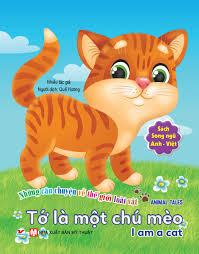 Nhiều tác giả
Người dịch: Quế Hương
Sách
Song ngữ
Anh - Việt
Những câu chuyện về thế giới loài vật
ANIMAL TALES
Tớ là một chú mèo
I am a cat
NHÀ XUẤT BẢN MỸ THUẬT